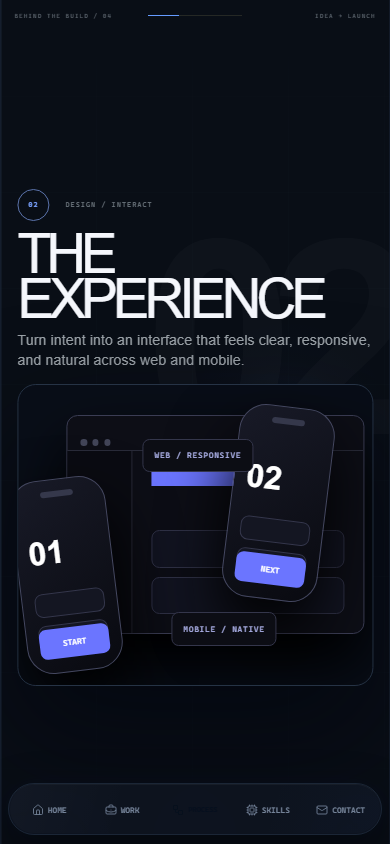 BEHIND THE BUILD / 04
IDEA → LAUNCH
02
DESIGN / INTERACT
THE
EXPERIENCE
Turn intent into an interface that feels clear, responsive,
and natural across web and mobile.
WEB / RESPONSIVE
02
01
NEXT
START
MOBILE / NATIVE
HOME
WORK
SKILLS
CONTACT